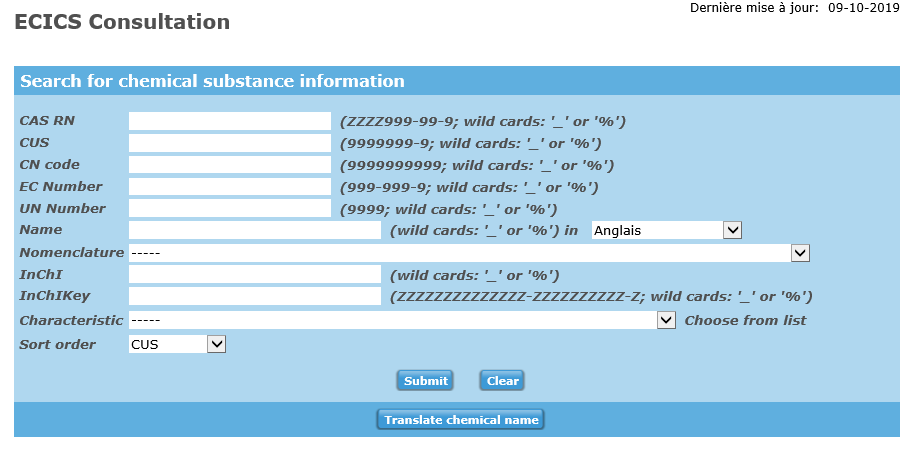 Dernière mise à jour: 09-10-2019
ECICS Consultation
Search for chemical substance information
CAS RN (ZZZZ999-99-9; wild cards: '_' or '%')
CUS (9999999-9; wild cards: '_' or '%')
CN code (9999999999; wild cards: '_' or '%')
EC Number (999-999-9; wild cards: '_' or '%')
UN Number (9999; wild cards: '_' or '%')
Name (wild cards: '_' or '%') in Anglais
Nomenclature -----
InChI (wild cards: '_' or '%')
InChIKey (ZZZZZZZZZZZZZZ-ZZZZZZZZZZ-Z; wild cards: '_' or '%')
Characteristic ----- Choose from list
Sort order CUS
Submit Clear
Translate chemical name